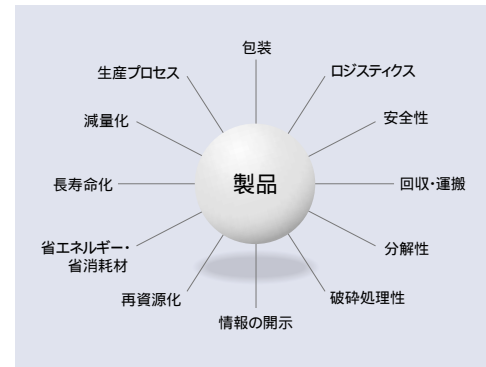 包装
生産プロセス
ロジスティクス
減量化
安全性
長寿命化
製品
回収・運搬
省エネルギー・
省消耗材
分解性
再資源化
破砕処理性
情報の開示